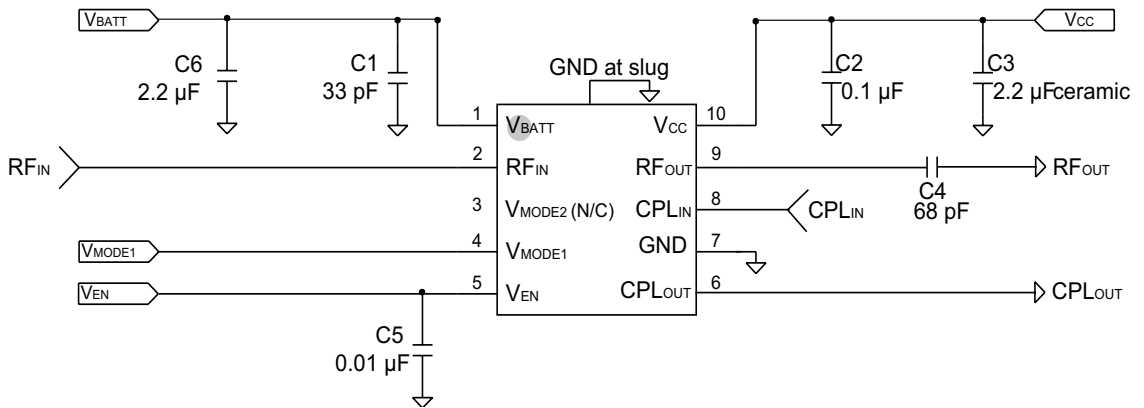 VBATT
VCC
C6
2.2 µF
C1
33 pF
GND at slug
C2
0.1 µF
C3
2.2 µFceramic
1
VBATT
VCC
10
RFIN
2
RFIN
RFOUT
9
C4
68 pF
RFOUT
3
VMODE2 (N/C)
CPLIN
8
CPLIN
VMODE1
4
VMODE1
GND
7
VEN
5
VEN
CPLOUT
6
CPLOUT
C5
0.01 µF